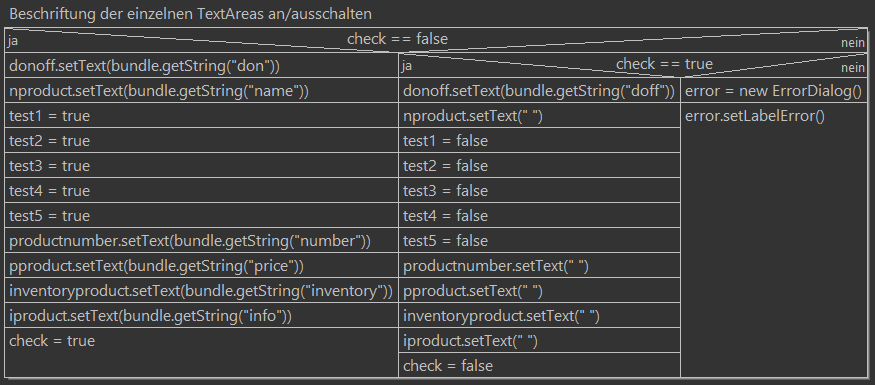 Beschriftung der einzelnen TextAreas an/ausschalten
check == false
ja
nein
donoff.setText(bundle.getString("don"))
nproduct.setText(bundle.getString("name"))
test1 = true
test2 = true
test3 = true
test4 = true
test5 = true
productnumber.setText(bundle.getString("number"))
pproduct.setText(bundle.getString("price"))
inventoryproduct.setText(bundle.getString("inventory"))
iproduct.setText(bundle.getString("info"))
check = true
check == true
ja
nein
donoff.setText(bundle.getString("doff"))
nproduct.setText(" ")
test1 = false
test2 = false
test3 = false
test4 = false
test5 = false
productnumber.setText(" ")
pproduct.setText(" ")
inventoryproduct.setText(" ")
iproduct.setText(" ")
check = false
error = new ErrorDialog()
error.setLabelError()